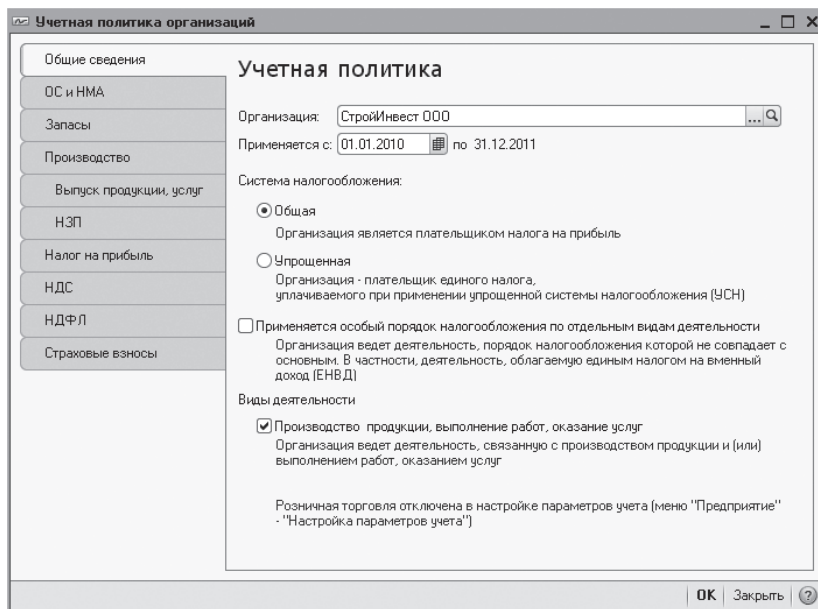 Учетная политика организаций
Общие сведения
ОС и НМА
Запасы
Производство
Выпуск продукции, услуг
НЗП
Налог на прибыль
НДС
НДФЛ
Страховые взносы
Учетная политика
Организация: СтройИнвест ООО ...
Применяется с: 01.01.2010 по 31.12.2011
Система налогообложения:
Общая
Организация является плательщиком налога на прибыль
Упрощенная
Организация - плательщик единого налога,
уплачиваемого при применении упрощенной системы налогообложения (УСН)
Применяется особый порядок налогообложения по отдельным видам деятельности
Организация ведет деятельность, порядок налогообложения которой не совпадает с
основным. В частности, деятельность, облагаемую единым налогом на вменный
доход (ЕНВД)
Виды деятельности
Производство продукции, выполнение работ, оказание услуг
Организация ведет деятельность, связанную с производством продукции и (или)
выполнением работ, оказанием услуг
Розничная торговля отключена в настройке параметров учета (меню "Предприятие"
- "Настройка параметров учета")
OK Закрыть ?